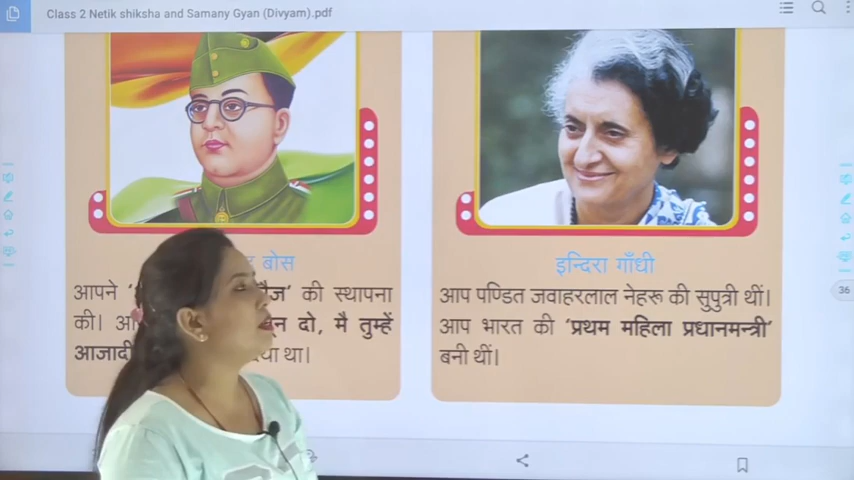 Class 2 Netik shiksha and Samany Gyan (Divyam).pdf
बोस
आपने ' ज' की स्थापना
की। दो, मै तुम्हें
आजादी था।
इन्दिरा गाँधी
आप पण्डित जवाहरलाल नेहरू की सुपुत्री थीं।
आप भारत की 'प्रथम महिला प्रधानमन्त्री'
बनी थीं।
36